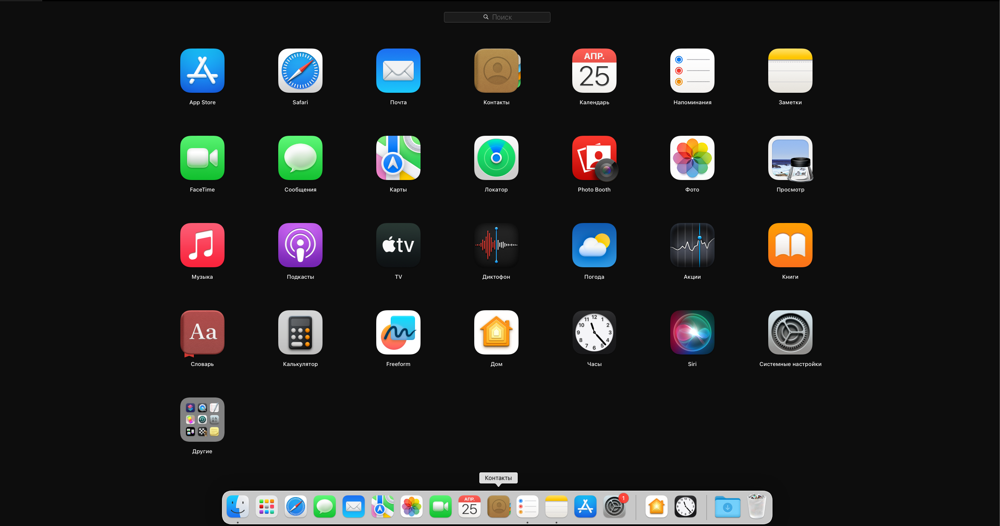 Поиск
АПР.
25
App Store
Safari
Почта
Контакты
Календарь
Напоминания
Заметки
FaceTime
Сообщения
Карты
Локатор
Photo Booth
Фото
Просмотр
tv
Музыка
Подкасты
TV
Диктофон
Погода
Акции
Книги
Aa
12
11 1
10 2
9 3
8 4
7 5
6
Словарь
Калькулятор
Freeform
Дом
Часы
Siri
Системные настройки
Другие
Контакты
АПР.
25
1